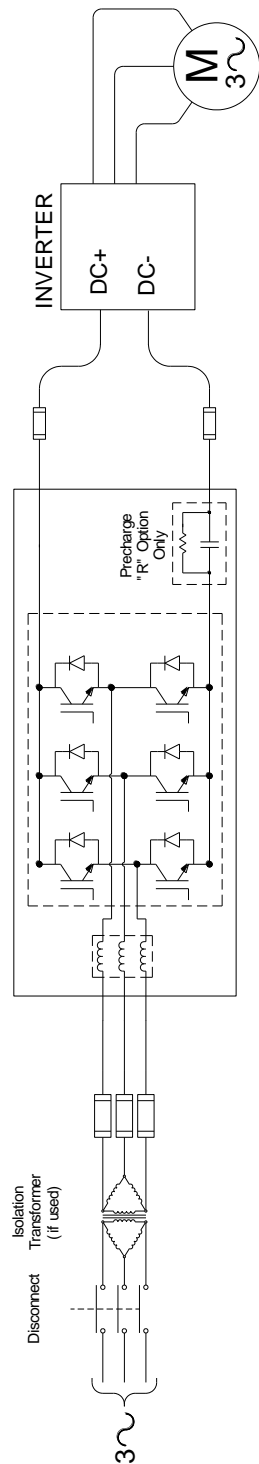 3
Disconnect
Isolation
Transformer
(if used)
Precharge
"R" Option
Only
INVERTER
DC+
DC-
M
3